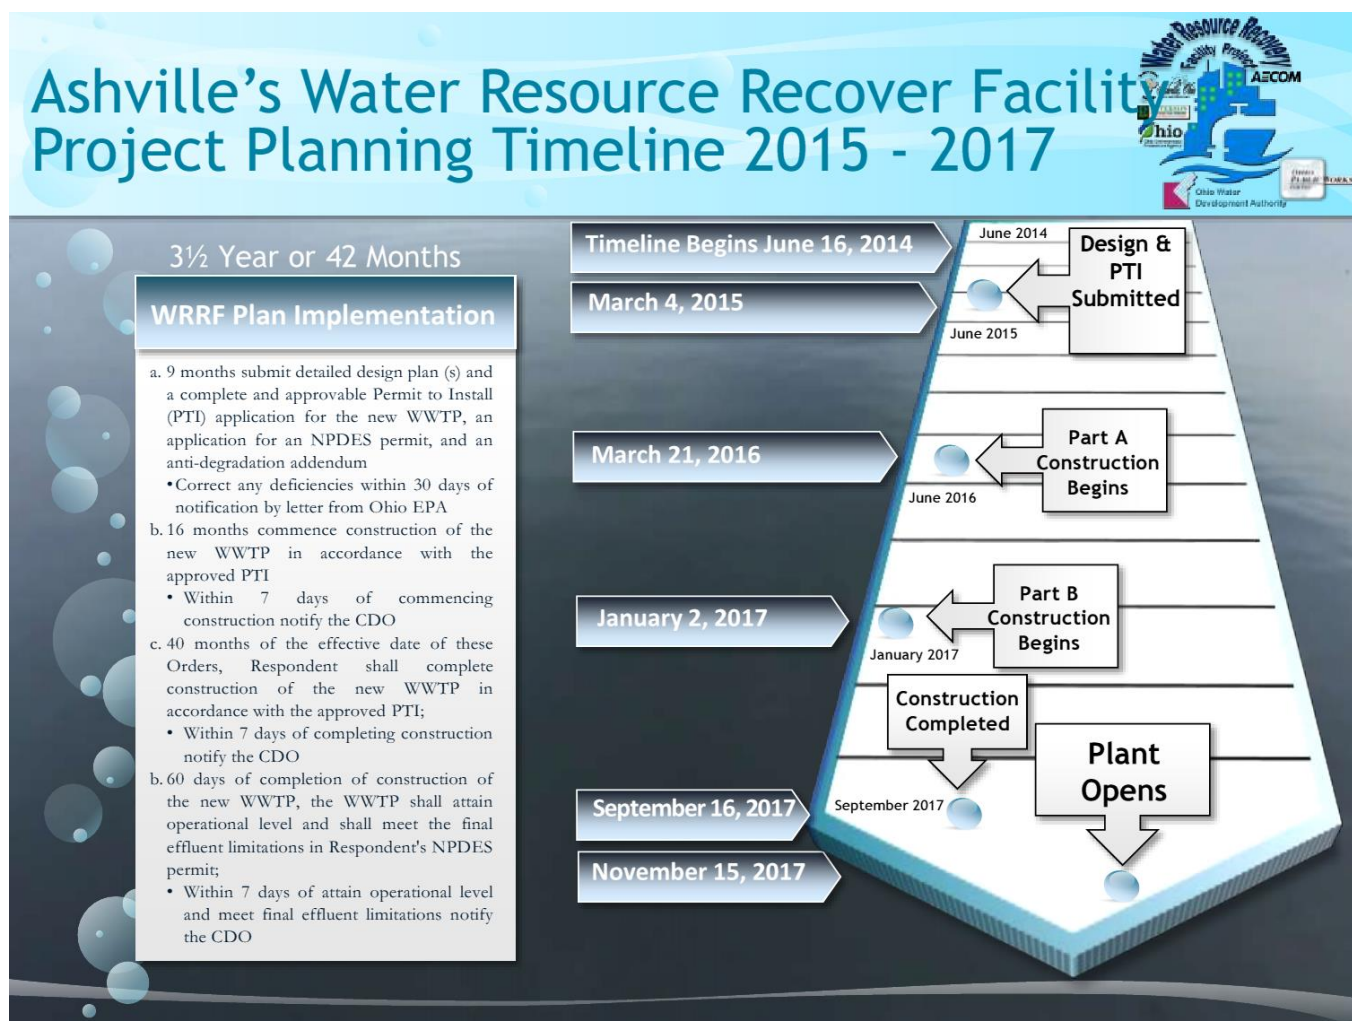 Ashville's Water Resource Recover Facility
Project Planning Timeline 2015 - 2017
Water Resource Recovery
Facility Project
AECOM
Ohio
Ohio Water
Development Authority
3½ Year or 42 Months
WRRF Plan Implementation
a. 9 months submit detailed design plan (s) and
a complete and approvable Permit to Install
(PTI) application for the new WWTP, an
application for an NPDES permit, and an
anti-degradation addendum
•Correct any deficiencies within 30 days of
notification by letter from Ohio EPA
b. 16 months commence construction of the
new WWTP in accordance with the
approved PTI
• Within 7 days of commencing
construction notify the CDO
c. 40 months of the effective date of these
Orders, Respondent shall complete
construction of the new WWTP in
accordance with the approved PTI;
• Within 7 days of completing construction
notify the CDO
b. 60 days of completion of construction of
the new WWTP, the WWTP shall attain
operational level and shall meet the final
effluent limitations in Respondent's NPDES
permit;
• Within 7 days of attain operational level
and meet final effluent limitations notify
the CDO
Timeline Begins June 16, 2014
March 4, 2015
March 21, 2016
January 2, 2017
September 16, 2017
November 15, 2017
June 2014
Design &
PTI
Submitted
June 2015
Part A
Construction
Begins
June 2016
Part B
Construction
Begins
January 2017
Construction
Completed
September 2017
Plant
Opens